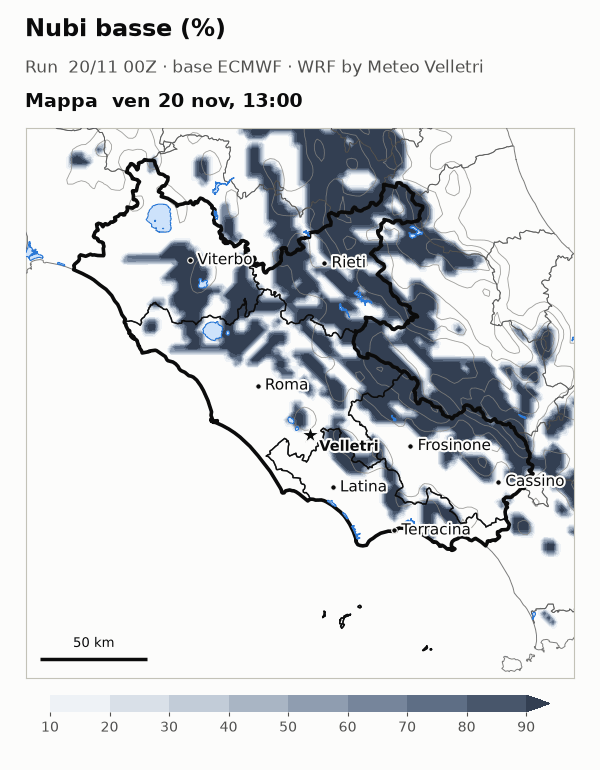 Nubi basse (%)
Run  20/11 00Z · base ECMWF · WRF by Meteo Velletri
Mappa  ven 20 nov, 13:00
Viterbo
Rieti
Roma
Velletri
Frosinone
Cassino
Latina
Terracina
50 km
10 20 30 40 50 60 70 80 90